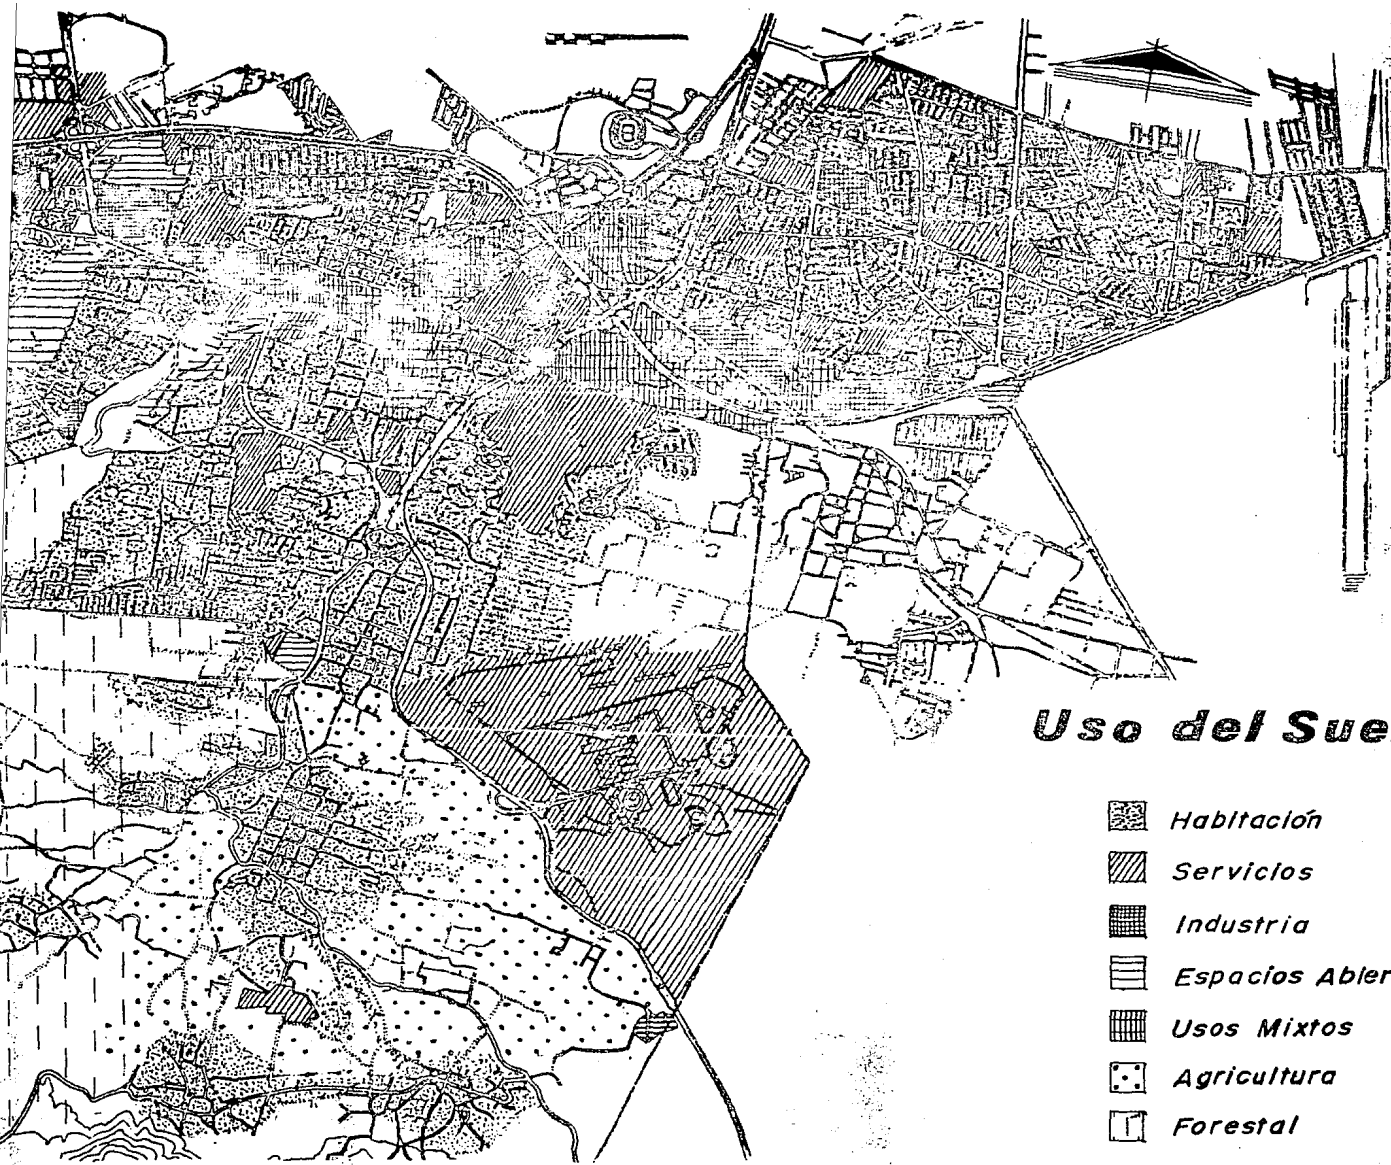 Uso del Sue
Habitación
Servicios
Industria
Espacios Abier
Usos Mixtos
Agricultura
Forestal